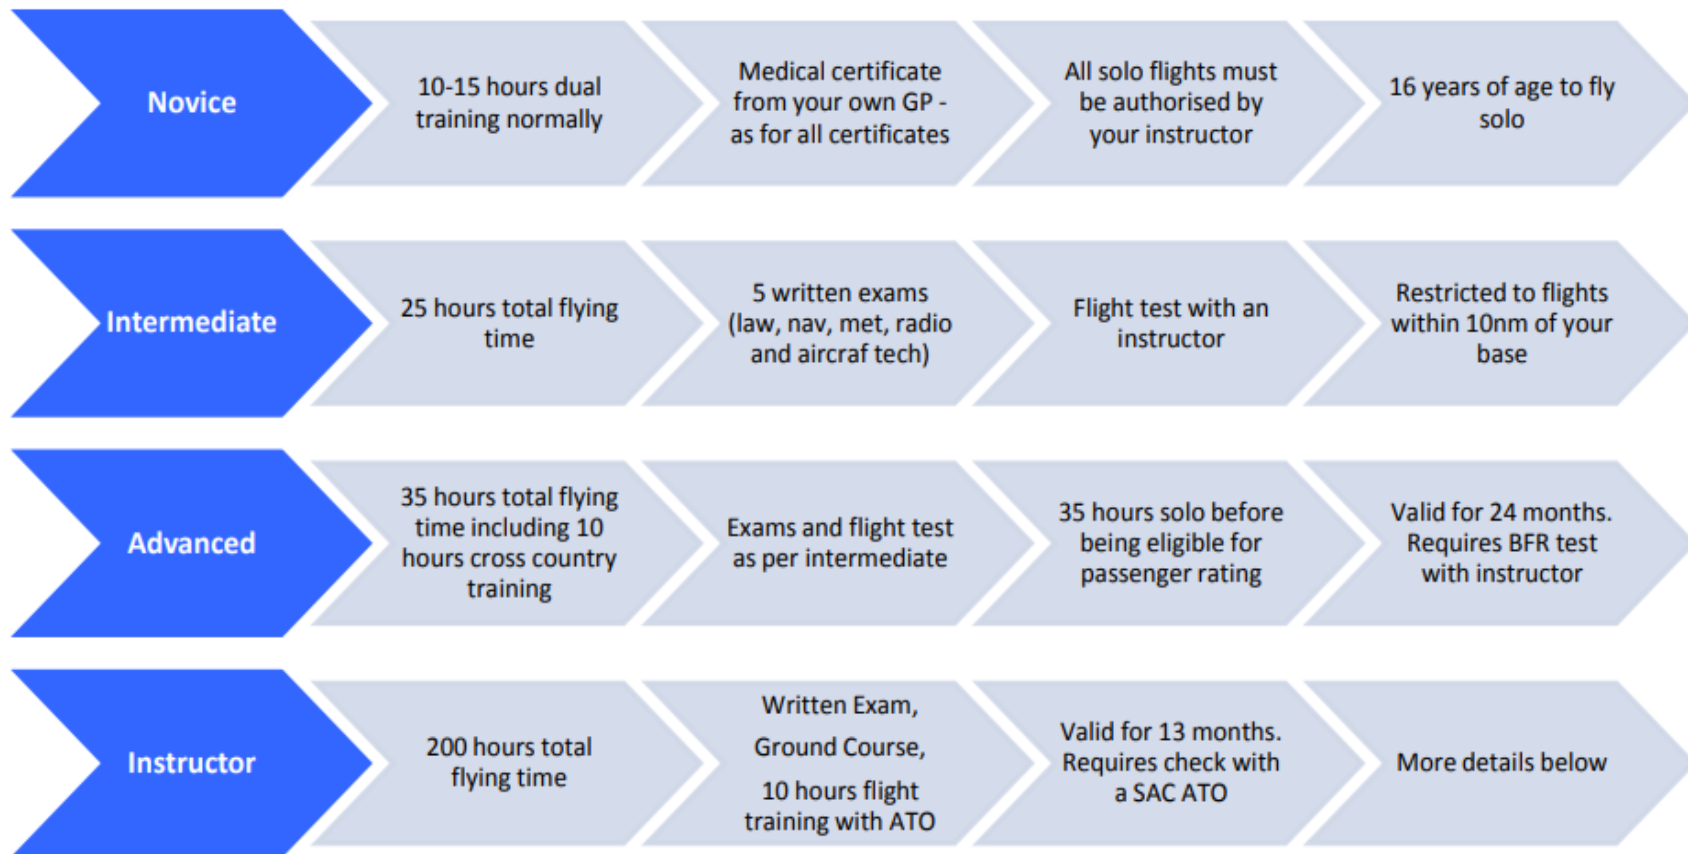 Novice
10-15 hours dual
training normally
Medical certificate
from your own GP -
as for all certificates
All solo flights must
be authorised by
your instructor
16 years of age to fly
solo
Intermediate
25 hours total flying
time
5 written exams
(law, nav, met, radio
and aircraf tech)
Flight test with an
instructor
Restricted to flights
within 10nm of your
base
Advanced
35 hours total flying
time including 10
hours cross country
training
Exams and flight test
as per intermediate
35 hours solo before
being eligible for
passenger rating
Valid for 24 months.
Requires BFR test
with instructor
Instructor
200 hours total
flying time
Written Exam,
Ground Course,
10 hours flight
training with ATO
Valid for 13 months.
Requires check with
a SAC ATO
More details below